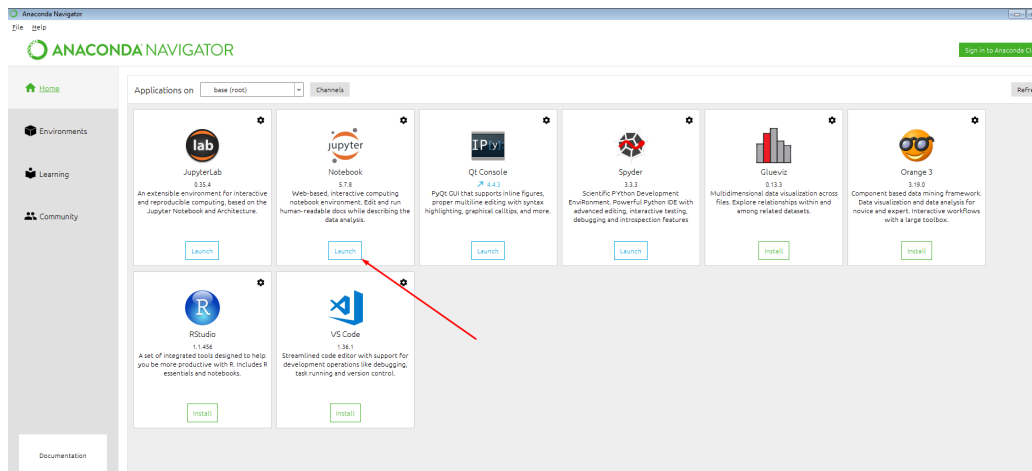 Anaconda Navigator
File Help
ANACONDA NAVIGATOR
Sign in to Anaconda Cl
Home
Applications on base (root) Channels
Refre
Environments
Learning
Community
lab
JupyterLab
0.35.4
An extensible environment for interactive
and reproducible computing, based on the
Jupyter Notebook and Architecture.
Launch
jupyter
Notebook
5.7.8
Web-based, interactive computing
notebook environment. Edit and run
human-readable docs while describing the
data analysis.
Launch
IP[y]:
Qt Console
4.4.3
PyQt GUI that supports inline figures,
proper multiline editing with syntax
highlighting, graphical calltips, and more.
Launch
Spyder
3.3.3
Scientific PYthon Development
EnviRonment. Powerful Python IDE with
advanced editing, interactive testing,
debugging and introspection features
Launch
Glueviz
0.13.3
Multidimensional data visualization across
files. Explore relationships within and
among related datasets.
Install
Orange 3
3.19.0
Component based data mining framework.
Data visualization and data analysis for
novice and expert. Interactive workflows
with a large toolbox.
Install
R
RStudio
1.1.456
A set of integrated tools designed to help
you be more productive with R. Includes R
essentials and notebooks.
Install
VS Code
1.36.1
Streamlined code editor with support for
development operations like debugging,
task running and version control.
Install
Documentation